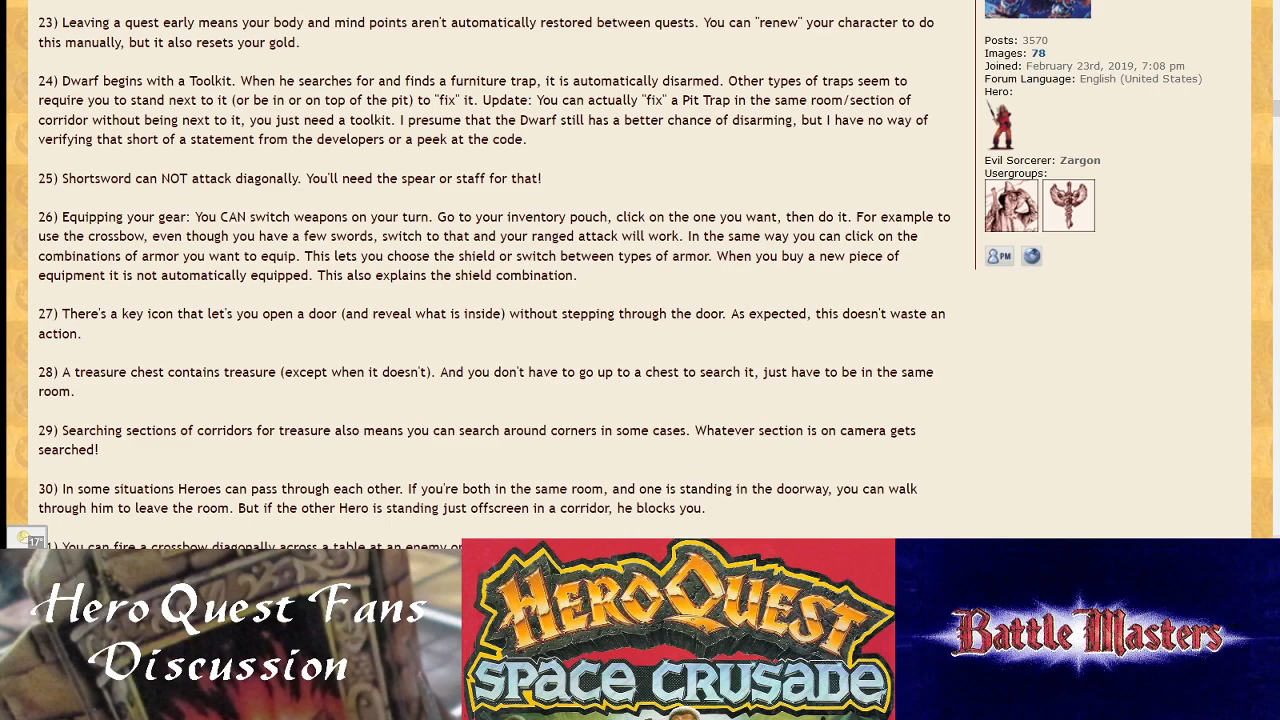 23) Leaving a quest early means your body and mind points aren't automatically restored between quests. You can "renew" your character to do
this manually, but it also resets your gold.
24) Dwarf begins with a Toolkit. When he searches for and finds a furniture trap, it is automatically disarmed. Other types of traps seem to
require you to stand next to it (or be in or on top of the pit) to "fix" it. Update: You can actually "fix" a Pit Trap in the same room/section of
corridor without being next to it, you just need a toolkit. I presume that the Dwarf still has a better chance of disarming, but I have no way of
verifying that short of a statement from the developers or a peek at the code.
25) Shortsword can NOT attack diagonally. You'll need the spear or staff for that!
26) Equipping your gear: You CAN switch weapons on your turn. Go to your inventory pouch, click on the one you want, then do it. For example to
use the crossbow, even though you have a few swords, switch to that and your ranged attack will work. In the same way you can click on the
combinations of armor you want to equip. This lets you choose the shield or switch between types of armor. When you buy a new piece of
equipment it is not automatically equipped. This also explains the shield combination.
27) There's a key icon that let's you open a door (and reveal what is inside) without stepping through the door. As expected, this doesn't waste an
action.
28) A treasure chest contains treasure (except when it doesn't). And you don't have to go up to a chest to search it, just have to be in the same
room.
29) Searching sections of corridors for treasure also means you can search around corners in some cases. Whatever section is on camera gets
searched!
30) In some situations Heroes can pass through each other. If you're both in the same room, and one is standing in the doorway, you can walk
through him to leave the room. But if the other Hero is standing just offscreen in a corridor, he blocks you.
1) You can fire a crossbow diagonally across a table at an enemy
17°
Posts: 3570
Images: 78
Joined: February 23rd, 2019, 7:08 pm
Forum Language: English (United States)
Hero:
Evil Sorcerer: Zargon
Usergroups:
PM
HeroQuest Fans
Discussion
HEROQUEST
SPACE CRUSADE
Battle Masters